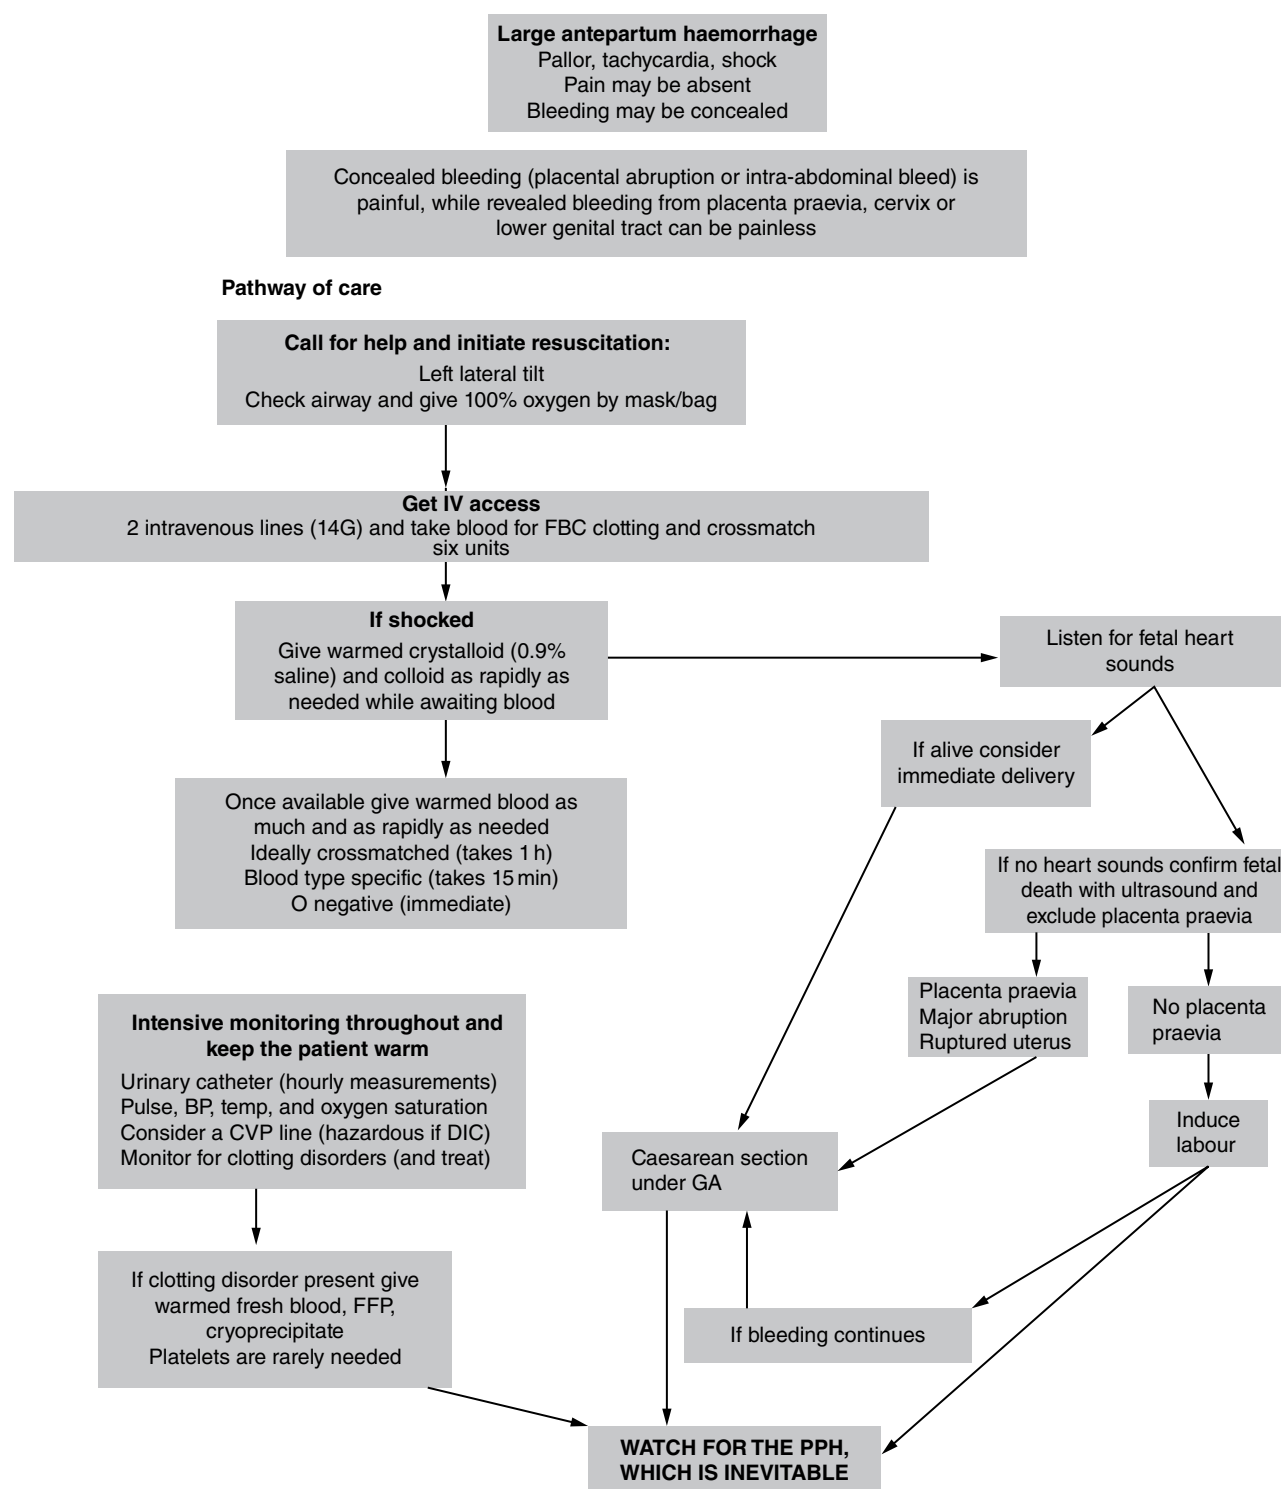 Large antepartum haemorrhage
Pallor, tachycardia, shock
Pain may be absent
Bleeding may be concealed
Concealed bleeding (placental abruption or intra-abdominal bleed) is
painful, while revealed bleeding from placenta praevia, cervix or
lower genital tract can be painless
Pathway of care
Call for help and initiate resuscitation:
Left lateral tilt
Check airway and give 100% oxygen by mask/bag
Get IV access
2 intravenous lines (14G) and take blood for FBC clotting and crossmatch
six units
If shocked
Give warmed crystalloid (0.9%
saline) and colloid as rapidly as
needed while awaiting blood
Listen for fetal heart
sounds
If alive consider
immediate delivery
Once available give warmed blood as
much and as rapidly as needed
Ideally crossmatched (takes 1 h)
Blood type specific (takes 15 min)
O negative (immediate)
If no heart sounds confirm fetal
death with ultrasound and
exclude placenta praevia
Placenta praevia
Major abruption
Ruptured uterus
No placenta
praevia
Intensive monitoring throughout and
keep the patient warm
Urinary catheter (hourly measurements)
Pulse, BP, temp, and oxygen saturation
Consider a CVP line (hazardous if DIC)
Monitor for clotting disorders (and treat)
Induce
labour
Caesarean section
under GA
If clotting disorder present give
warmed fresh blood, FFP,
cryoprecipitate
Platelets are rarely needed
If bleeding continues
WATCH FOR THE PPH,
WHICH IS INEVITABLE